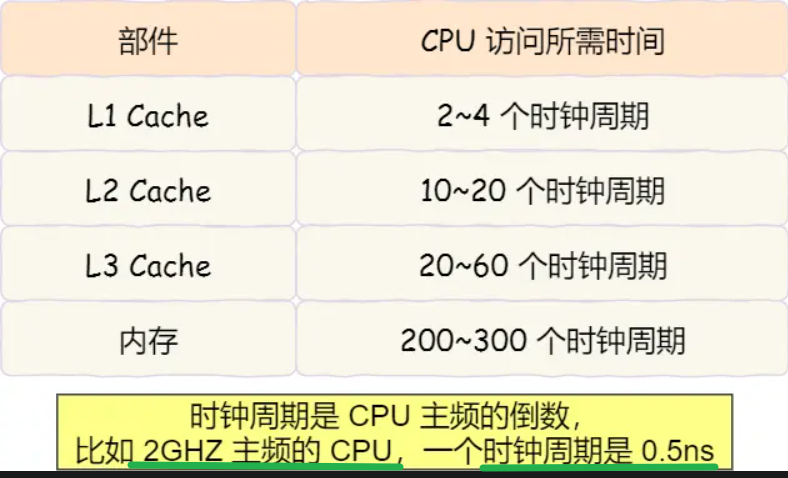 部件 CPU 访问所需时间
L1 Cache 2~4 个时钟周期
L2 Cache 10~20 个时钟周期
L3 Cache 20~60 个时钟周期
内存 200~300 个时钟周期
时钟周期是 CPU 主频的倒数，
比如 2GHZ 主频的 CPU，一个时钟周期是 0.5ns